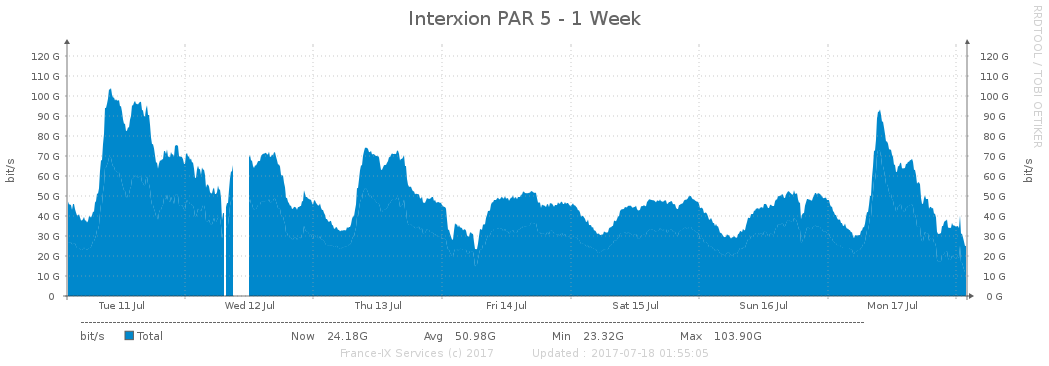 Interxion PAR 5 - 1 Week
RRDTOOL / TOBI OETIKER
bit/s
120 G 120 G
110 G 110 G
100 G 100 G
90 G 90 G
80 G 80 G
70 G 70 G
60 G 60 G
50 G 50 G
40 G 40 G
30 G 30 G
20 G 20 G
10 G 10 G
0 0 G
bit/s
Tue 11 Jul Wed 12 Jul Thu 13 Jul Fri 14 Jul Sat 15 Jul Sun 16 Jul Mon 17 Jul
bit/s Total Now 24.18G Avg 50.98G Min 23.32G Max 103.90G
France-IX Services (c) 2017 Updated : 2017-07-18 01:55:05